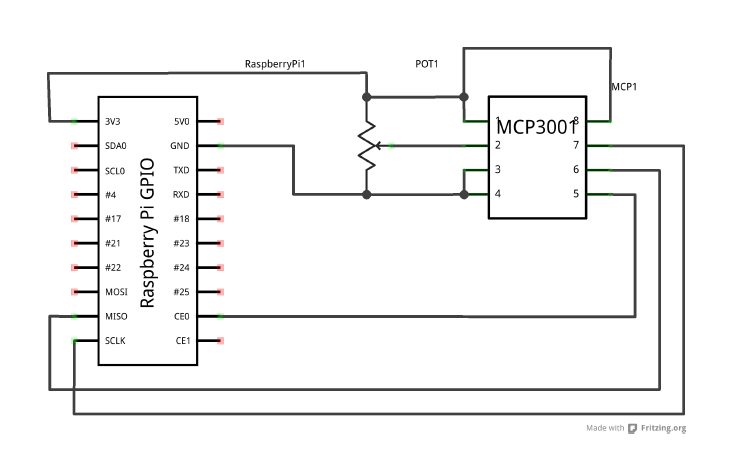 RaspberryPi1
POT1
MCP1
Raspberry Pi GPIO
3V3
SDA0
SCL0
#4
#17
#21
#22
MOSI
MISO
SCLK
5V0
GND
TXD
RXD
#18
#23
#24
#25
CE0
CE1
MCP3001
1
2
3
4
8
7
6
5
Made with Fritzing.org